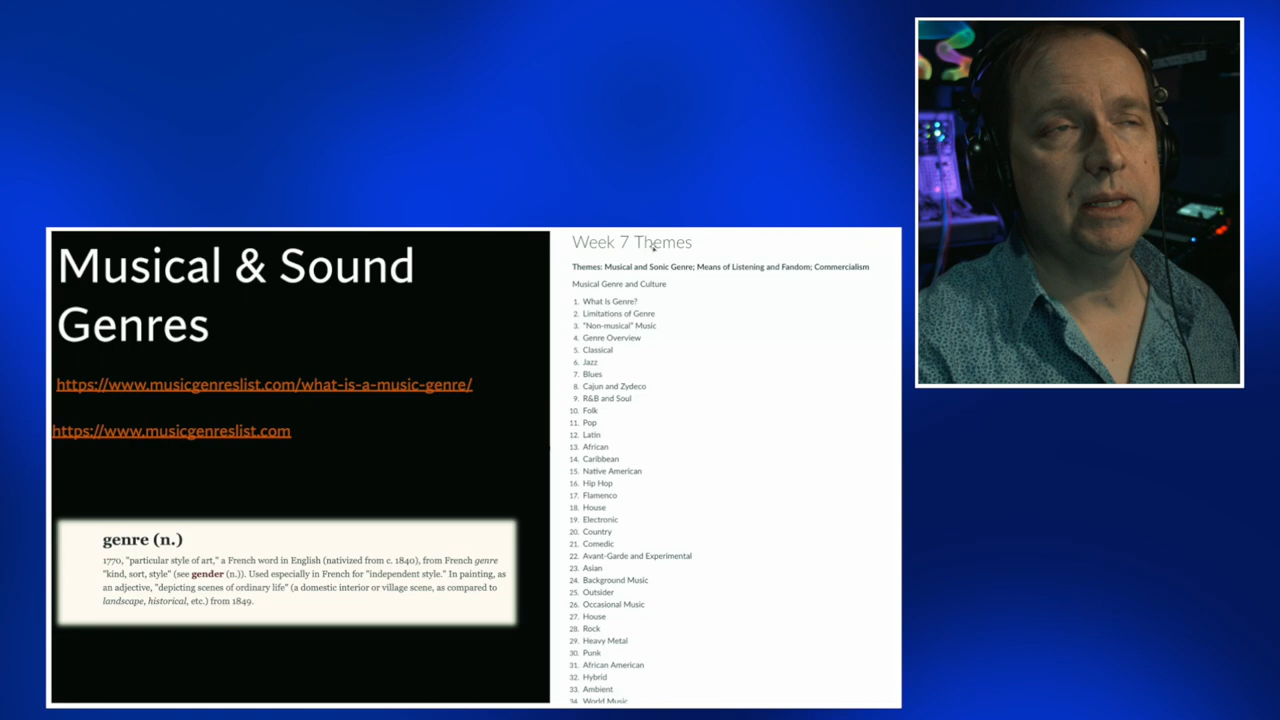 Musical & Sound
Genres
https://www.musicgenreslist.com/what-is-a-music-genre/
https://www.musicgenreslist.com
genre (n.)
1770, "particular style of art," a French word in English (nativized from c. 1840), from French genre
"kind, sort, style" (see gender (n.)). Used especially in French for "independent style." In painting, as
an adjective, "depicting scenes of ordinary life" (a domestic interior or village scene, as compared to
landscape, historical, etc.) from 1849.
Week 7 Themes
Themes: Musical and Sonic Genre; Means of Listening and Fandom; Commercialism
Musical Genre and Culture
1. What Is Genre?
2. Limitations of Genre
3. "Non-musical" Music
4. Genre Overview
5. Classical
6. Jazz
7. Blues
8. Cajun and Zydeco
9. R&B and Soul
10. Folk
11. Pop
12. Latin
13. African
14. Caribbean
15. Native American
16. Hip Hop
17. Flamenco
18. House
19. Electronic
20. Country
21. Comedic
22. Avant-Garde and Experimental
23. Asian
24. Background Music
25. Outsider
26. Occasional Music
27. House
28. Rock
29. Heavy Metal
30. Punk
31. African American
32. Hybrid
33. Ambient
34. World Music